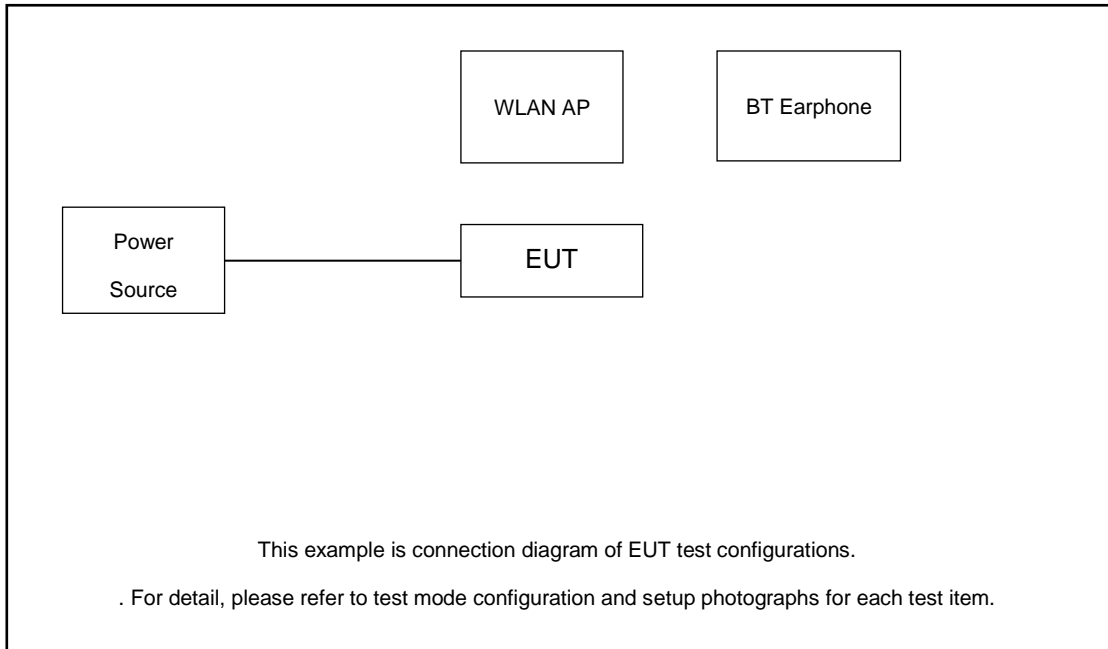 WLAN AP
BT Earphone
Power
Source
EUT
This example is connection diagram of EUT test configurations.
. For detail, please refer to test mode configuration and setup photographs for each test item.